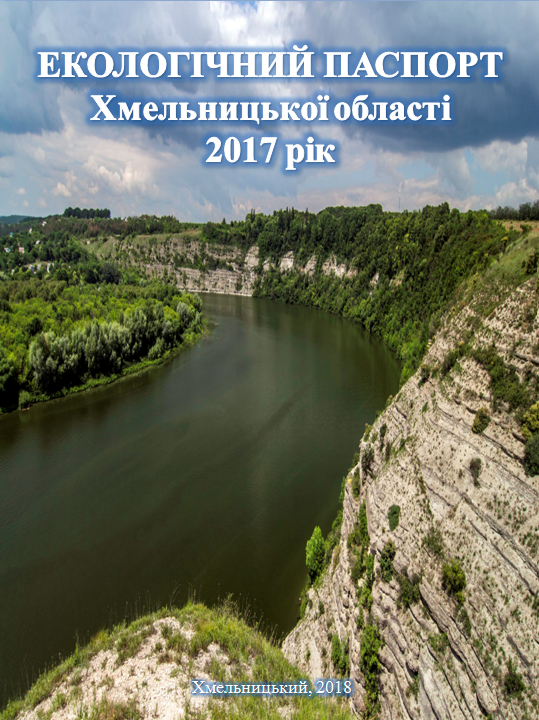 ЕКОЛОГІЧНИЙ ПАСПОРТ
Хмельницької області
2017 рік
Хмельницький, 2018